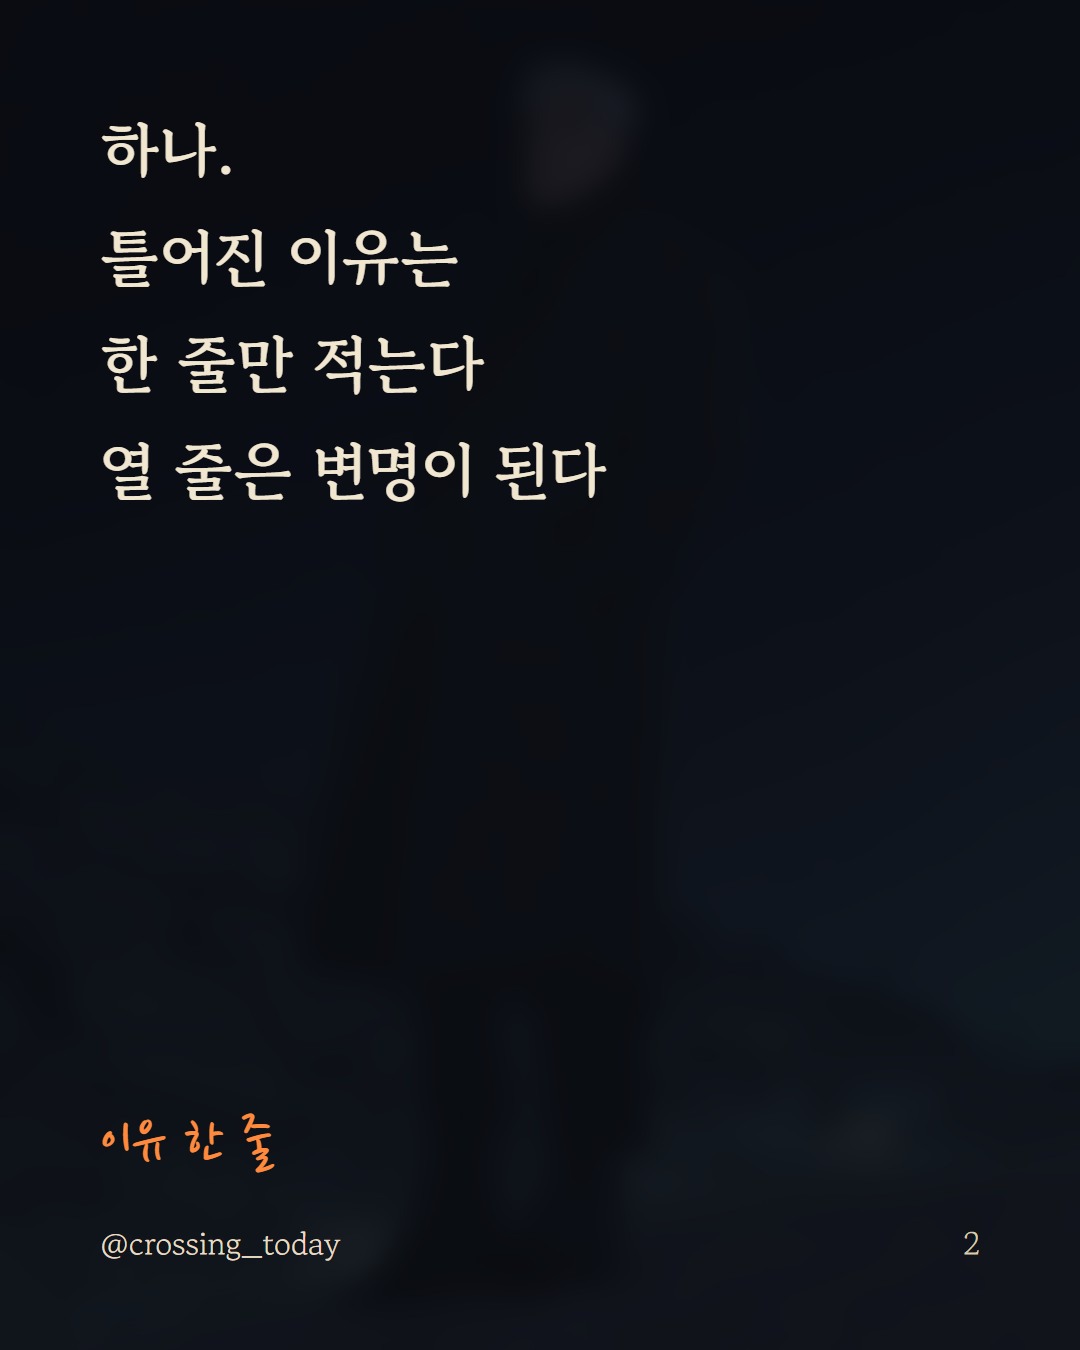 하나.
틀어진 이유는
한 줄만 적는다
열 줄은 변명이 된다
이유 한 줄
@crossing_today
2